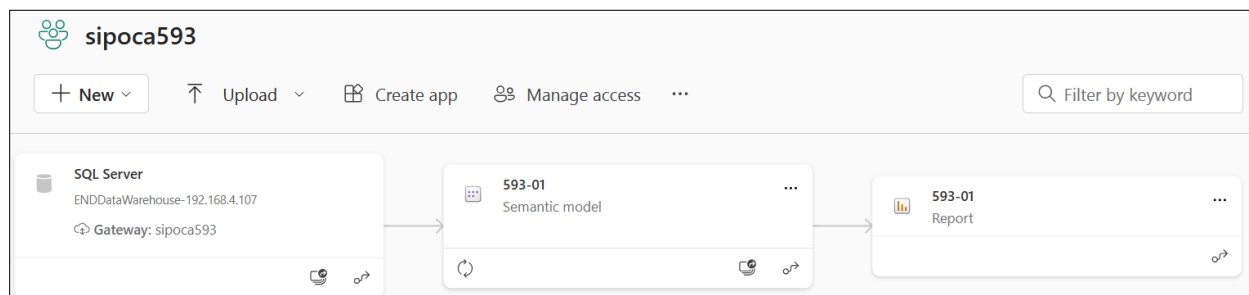 sipoca593
New
Upload
Create app
Manage access
Filter by keyword
SQL Server
ENDDataWarehouse-192.168.4.107
Gateway: sipoca593
593-01
Semantic model
593-01
Report